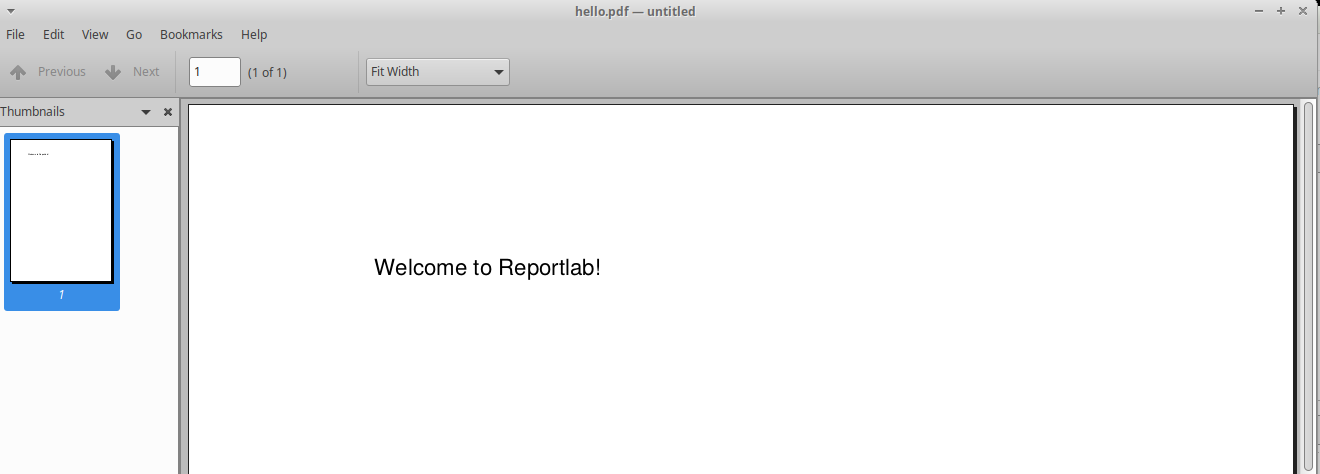 hello.pdf — untitled
File Edit View Go Bookmarks Help
Previous Next 1 (1 of 1) Fit Width
Thumbnails
1
Welcome to Reportlab!